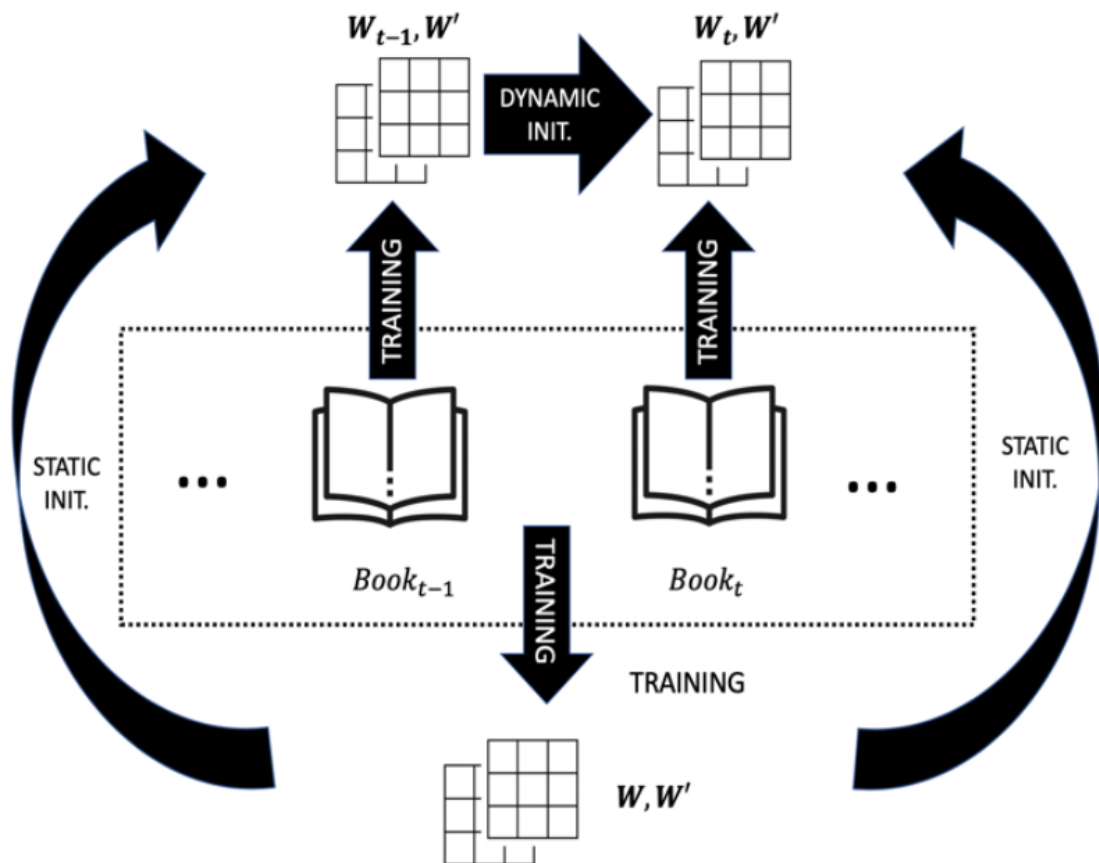 W_{t−1}, W′
W_t, W′
DYNAMIC
INIT.
TRAINING
TRAINING
STATIC
INIT.
...
...
STATIC
INIT.
Book_{t−1}
Book_t
TRAINING
TRAINING
W, W′